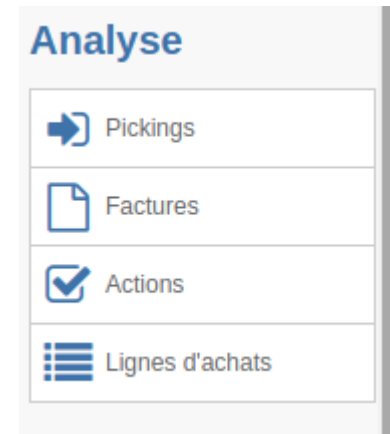 Analyse
Pickings
Factures
Actions
Lignes d'achats